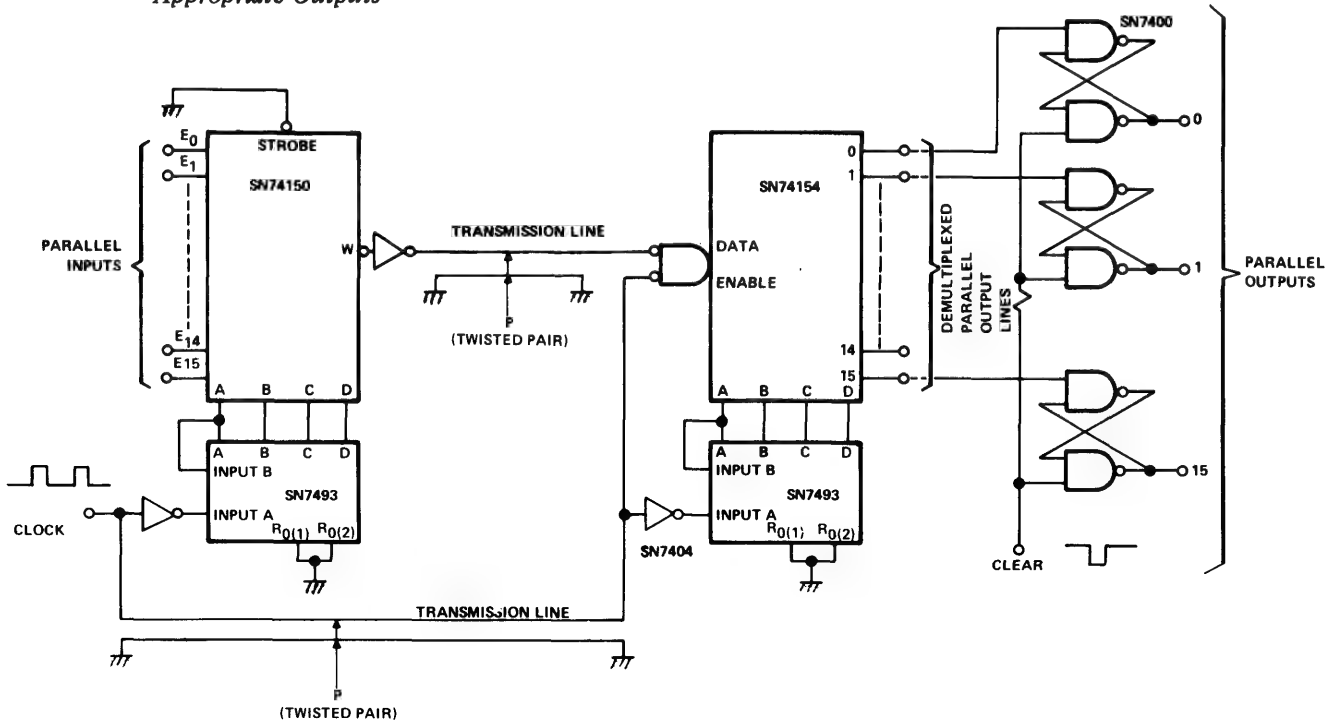 Appropriate Outputs
SN7400
STROBE
SN74150
E0
E1
PARALLEL
INPUTS
E14
E15
W
A B C D
A B C D
INPUT B
SN7493
INPUT A
R0(1) R0(2)
CLOCK
TRANSMISSION LINE
P
(TWISTED PAIR)
TRANSMISSION LINE
P
(TWISTED PAIR)
DATA
ENABLE
SN74154
0
1
14
15
A B C D
A B C D
INPUT B
SN7493
INPUT A
R0(1) R0(2)
SN7404
DEMULTIPLEXED
PARALLEL
OUTPUT
LINES
0
1
15
CLEAR
PARALLEL
OUTPUTS